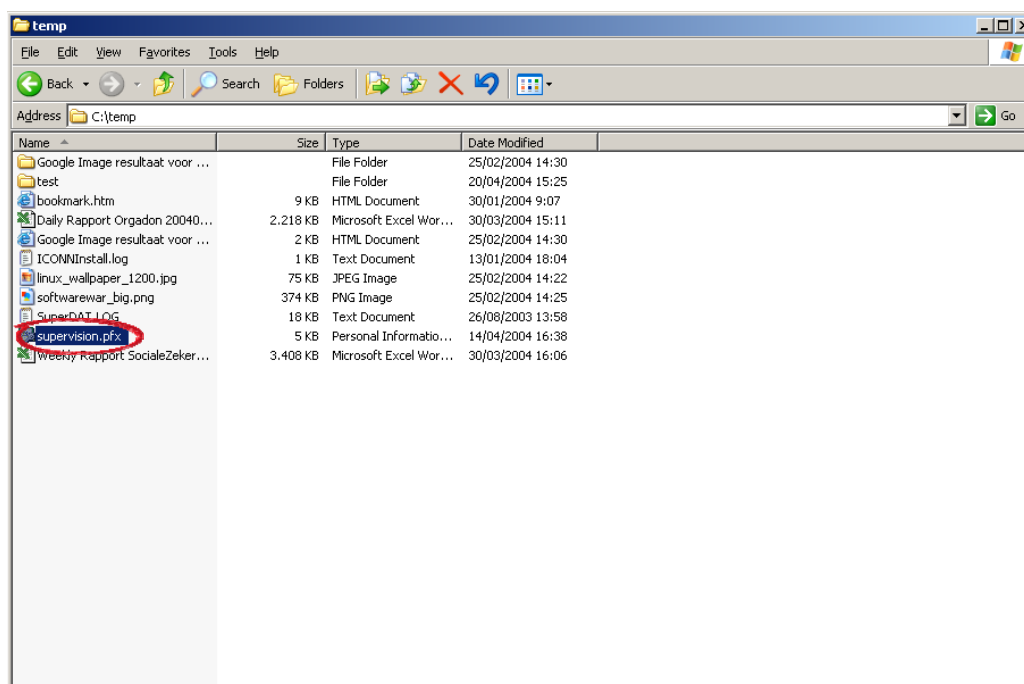 temp
File Edit View Favorites Tools Help
Back Search Folders
Address C:\temp Go
Name Size Type Date Modified
Google Image resultaat voor ... File Folder 25/02/2004 14:30
test File Folder 20/04/2004 15:25
bookmark.htm 9 KB HTML Document 30/01/2004 9:07
Daily Rapport Orgadon 20040... 2.218 KB Microsoft Excel Wor... 30/03/2004 15:11
Google Image resultaat voor ... 2 KB HTML Document 25/02/2004 14:30
ICONNInstall.log 1 KB Text Document 13/01/2004 18:04
linux_wallpaper_1200.jpg 75 KB JPEG Image 25/02/2004 14:22
softwarewar_big.png 374 KB PNG Image 25/02/2004 14:25
SuperDAT.LOG 18 KB Text Document 26/08/2003 13:58
supervision.pfx 5 KB Personal Informatio... 14/04/2004 16:38
Weekly Rapport SocialeZeker... 3.408 KB Microsoft Excel Wor... 30/03/2004 16:06